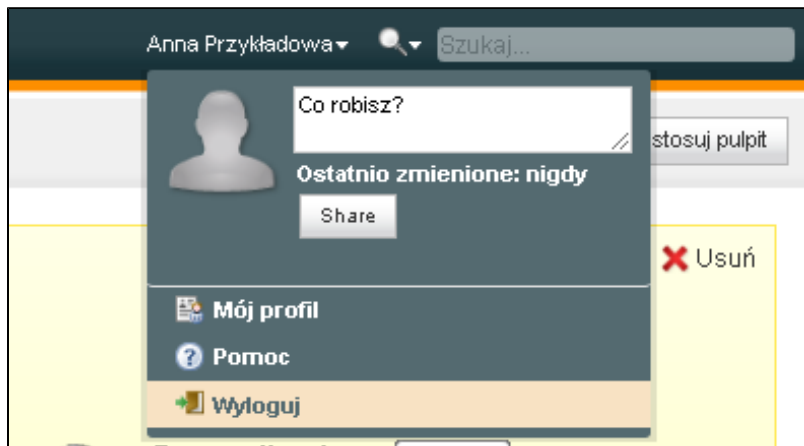 Anna Przykładowa
Szukaj...
Co robisz?
stosuj pulpit
Ostatnio zmienione: nigdy
Share
Usuń
Mój profil
Pomoc
Wyloguj